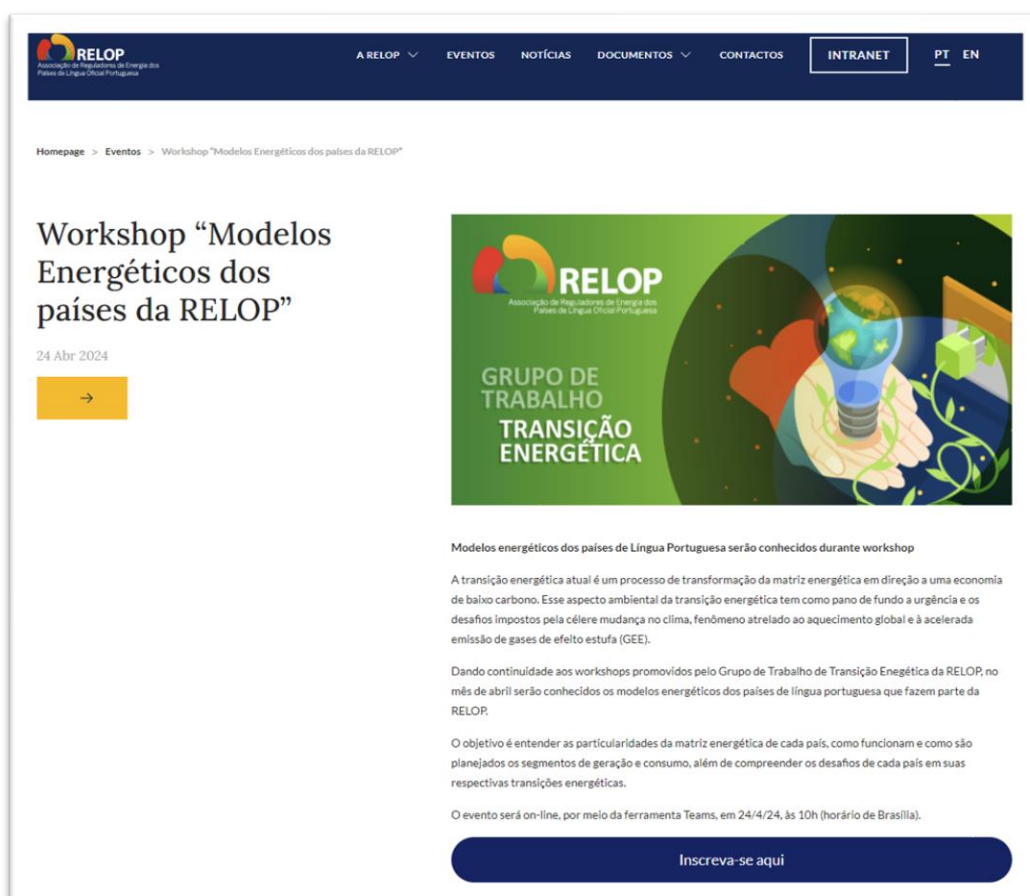 RELOP
Associação de Reguladores de Energia dos
Países de Língua Oficial Portuguesa
A RELOP EVENTOS NOTÍCIAS DOCUMENTOS CONTACTOS INTRANET PT EN
Homepage > Eventos > Workshop "Modelos Energéticos dos países da RELOP"
Workshop “Modelos
Energéticos dos
países da RELOP”
24 Abr 2024
→
RELOP
Associação de Reguladores de Energia dos
Países de Língua Oficial Portuguesa
GRUPO DE
TRABALHO
TRANSIÇÃO
ENERGÉTICA
Modelos energéticos dos países de Língua Portuguesa serão conhecidos durante workshop
A transição energética atual é um processo de transformação da matriz energética em direção a uma economia
de baixo carbono. Esse aspecto ambiental da transição energética tem como pano de fundo a urgência e os
desafios impostos pela célere mudança no clima, fenômeno atrelado ao aquecimento global e à acelerada
emissão de gases de efeito estufa (GEE).
Dando continuidade aos workshops promovidos pelo Grupo de Trabalho de Transição Enegética da RELOP, no
mês de abril serão conhecidos os modelos energéticos dos países de língua portuguesa que fazem parte da
RELOP.
O objetivo é entender as particularidades da matriz energética de cada país, como funcionam e como são
planejados os segmentos de geração e consumo, além de compreender os desafios de cada país em suas
respectivas transições energéticas.
O evento será on-line, por meio da ferramenta Teams, em 24/4/24, às 10h (horário de Brasília).
Inscreva-se aqui